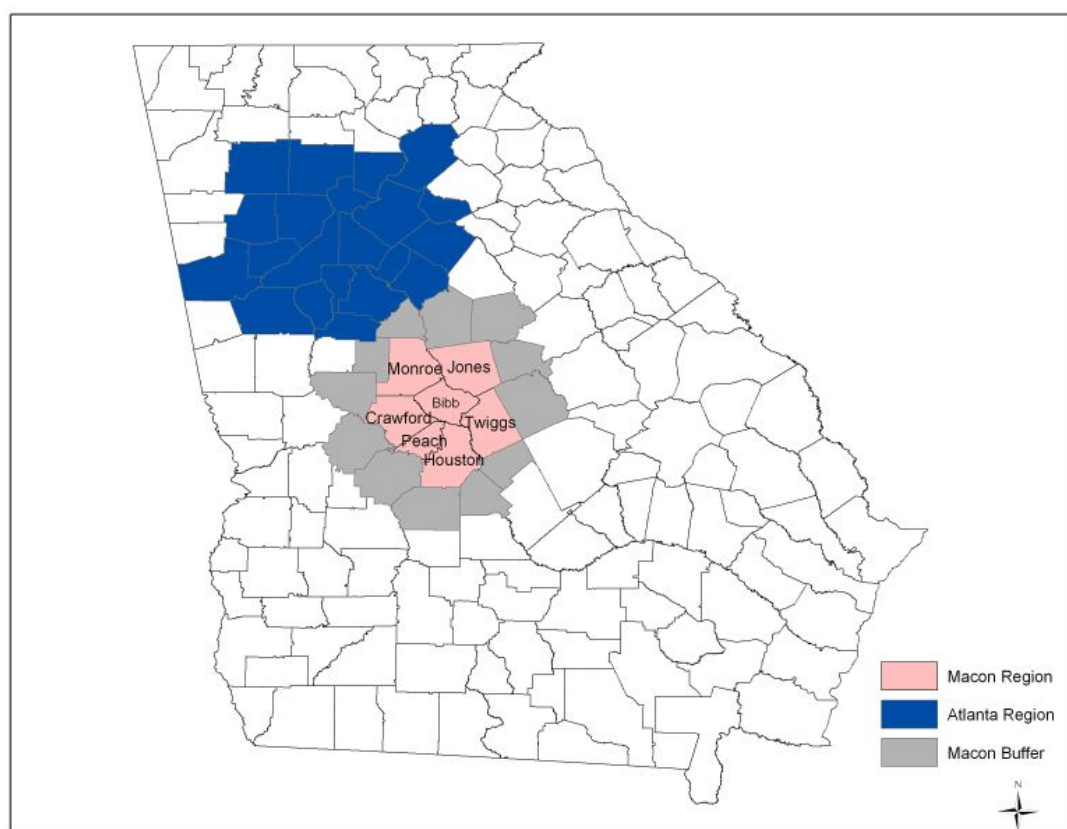 Monroe
Jones
Bibb
Crawford
Twiggs
Peach
Houston
Macon Region
Atlanta Region
Macon Buffer
N